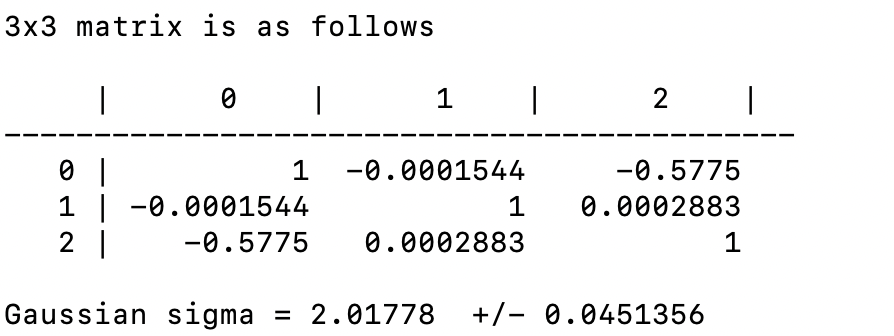 3x3 matrix is as follows
     |      0    |      1    |      2    |
--------------------------------------------
   0 |          1  -0.0001544     -0.5775
   1 | -0.0001544           1   0.0002883
   2 |    -0.5775   0.0002883           1
Gaussian sigma = 2.01778  +/- 0.0451356